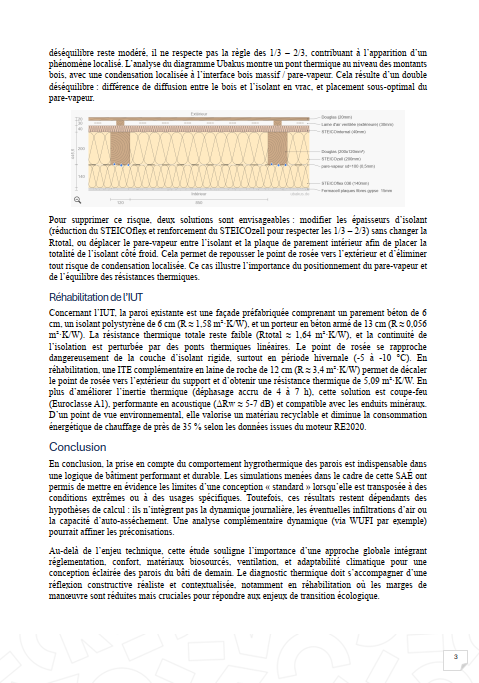 déséquilibre reste modéré, il ne respecte pas la règle des 1/3 – 2/3, contribuant à l'apparition d'un
phénomène localisé. L'analyse du diagramme Ubakus montre un pont thermique au niveau des montants
bois, avec une condensation localisée à l'interface bois massif / pare-vapeur. Cela résulte d'un double
déséquilibre : différence de diffusion entre le bois et l'isolant en vrac, et placement sous-optimal du
pare-vapeur.
Extérieur
Douglas (20mm)
Lame d'air ventilée (extérieure) (30mm)
Douglas (200x120mm²)
STEICOzell (200mm)
STEICOflex 036 (140mm)
200
140
Intérieur
Pour supprimer ce risque, deux solutions sont envisageables : modifier les épaisseurs d'isolant
(réduction du STEICOflex et renforcement du STEICOzell pour respecter les 1/3 – 2/3) sans changer la
Rtotal, ou déplacer le pare-vapeur entre l'isolant et la plaque de parement intérieur afin de placer la
totalité de l'isolant côté froid. Cela permet de repousser le point de rosée vers l'extérieur et d'éliminer
tout risque de condensation localisée. Ce cas illustre l'importance du positionnement du pare-vapeur et
de l'équilibre des résistances thermiques.
Réhabilitation de l'IUT
Concernant l'IUT, la paroi existante est une façade préfabriquée comprenant un parement béton de 6
cm, un isolant polystyrène de 6 cm (R ≈ 1,58 m²·K/W), et un porteur en béton armé de 13 cm (R ≈ 0,056
m²·K/W). La résistance thermique totale reste faible (Rtotal ≈ 1,64 m²·K/W), et la continuité de
l'isolation est perturbée par des ponts thermiques linéaires. Le point de rosée se rapproche
dangereusement de la couche d'isolant rigide, surtout en période hivernale (-5 à -10 °C). En
réhabilitation, une ITE complémentaire en laine de roche de 12 cm (R ≈ 3,4 m²·K/W) permet de décaler
le point de rosée vers l'extérieur du support et d'obtenir une résistance thermique de 5,09 m²·K/W. En
plus d'améliorer l'inertie thermique (déphasage accru de 4 à 7 h), cette solution est coupe-feu
(Euroclasse A1), performante en acoustique (ΔRw ≈ 5-7 dB) et compatible avec les enduits minéraux.
D'un point de vue environnemental, elle valorise un matériau recyclable et diminue la consommation
énergétique de chauffage de près de 35 % selon les données issues du moteur RE2020.
Conclusion
En conclusion, la prise en compte du comportement hygrothermique des parois est indispensable dans
une logique de bâtiment performant et durable. Les simulations menées dans le cadre de cette SAE ont
permis de mettre en évidence les limites d'une conception « standard » lorsqu'elle est transposée à des
conditions extrêmes ou à des usages spécifiques. Toutefois, ces résultats restent dépendants des
hypothèses de calcul : ils n'intègrent pas la dynamique journalière, les éventuelles infiltrations d'air ou
la capacité d'auto-assèchement. Une analyse complémentaire dynamique (via WUFI par exemple)
pourrait affiner les préconisations.
Au-delà de l'enjeu technique, cette étude souligne l'importance d'une approche globale intégrant
réglementation, confort, matériaux biosourcés, ventilation, et adaptabilité climatique pour une
conception éclairée des parois du bâti de demain. Le diagnostic thermique doit s'accompagner d'une
réflexion constructive réaliste et contextualisée, notamment en réhabilitation où les marges de
manœuvre sont réduites mais cruciales pour répondre aux enjeux de transition écologique.
3